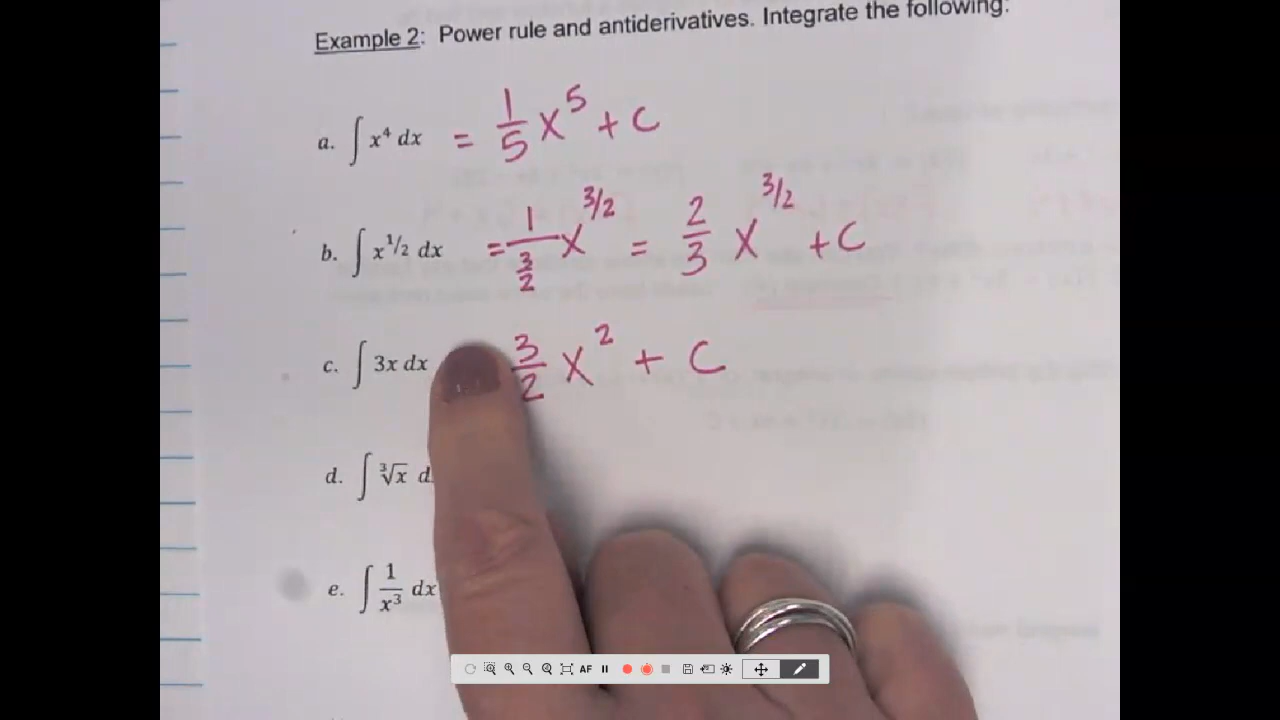 Example 2: Power rule and antiderivatives. Integrate the following:
a. ∫ x⁴ dx = 1/5 x⁵ + C
b. ∫ x^{1/2} dx = 1/(3/2) x^{3/2} = 2/3 x^{3/2} + C
c. ∫ 3x dx 3/2 x² + C
d. ∫ ∛x d
e. ∫ 1/x³ dx
AF